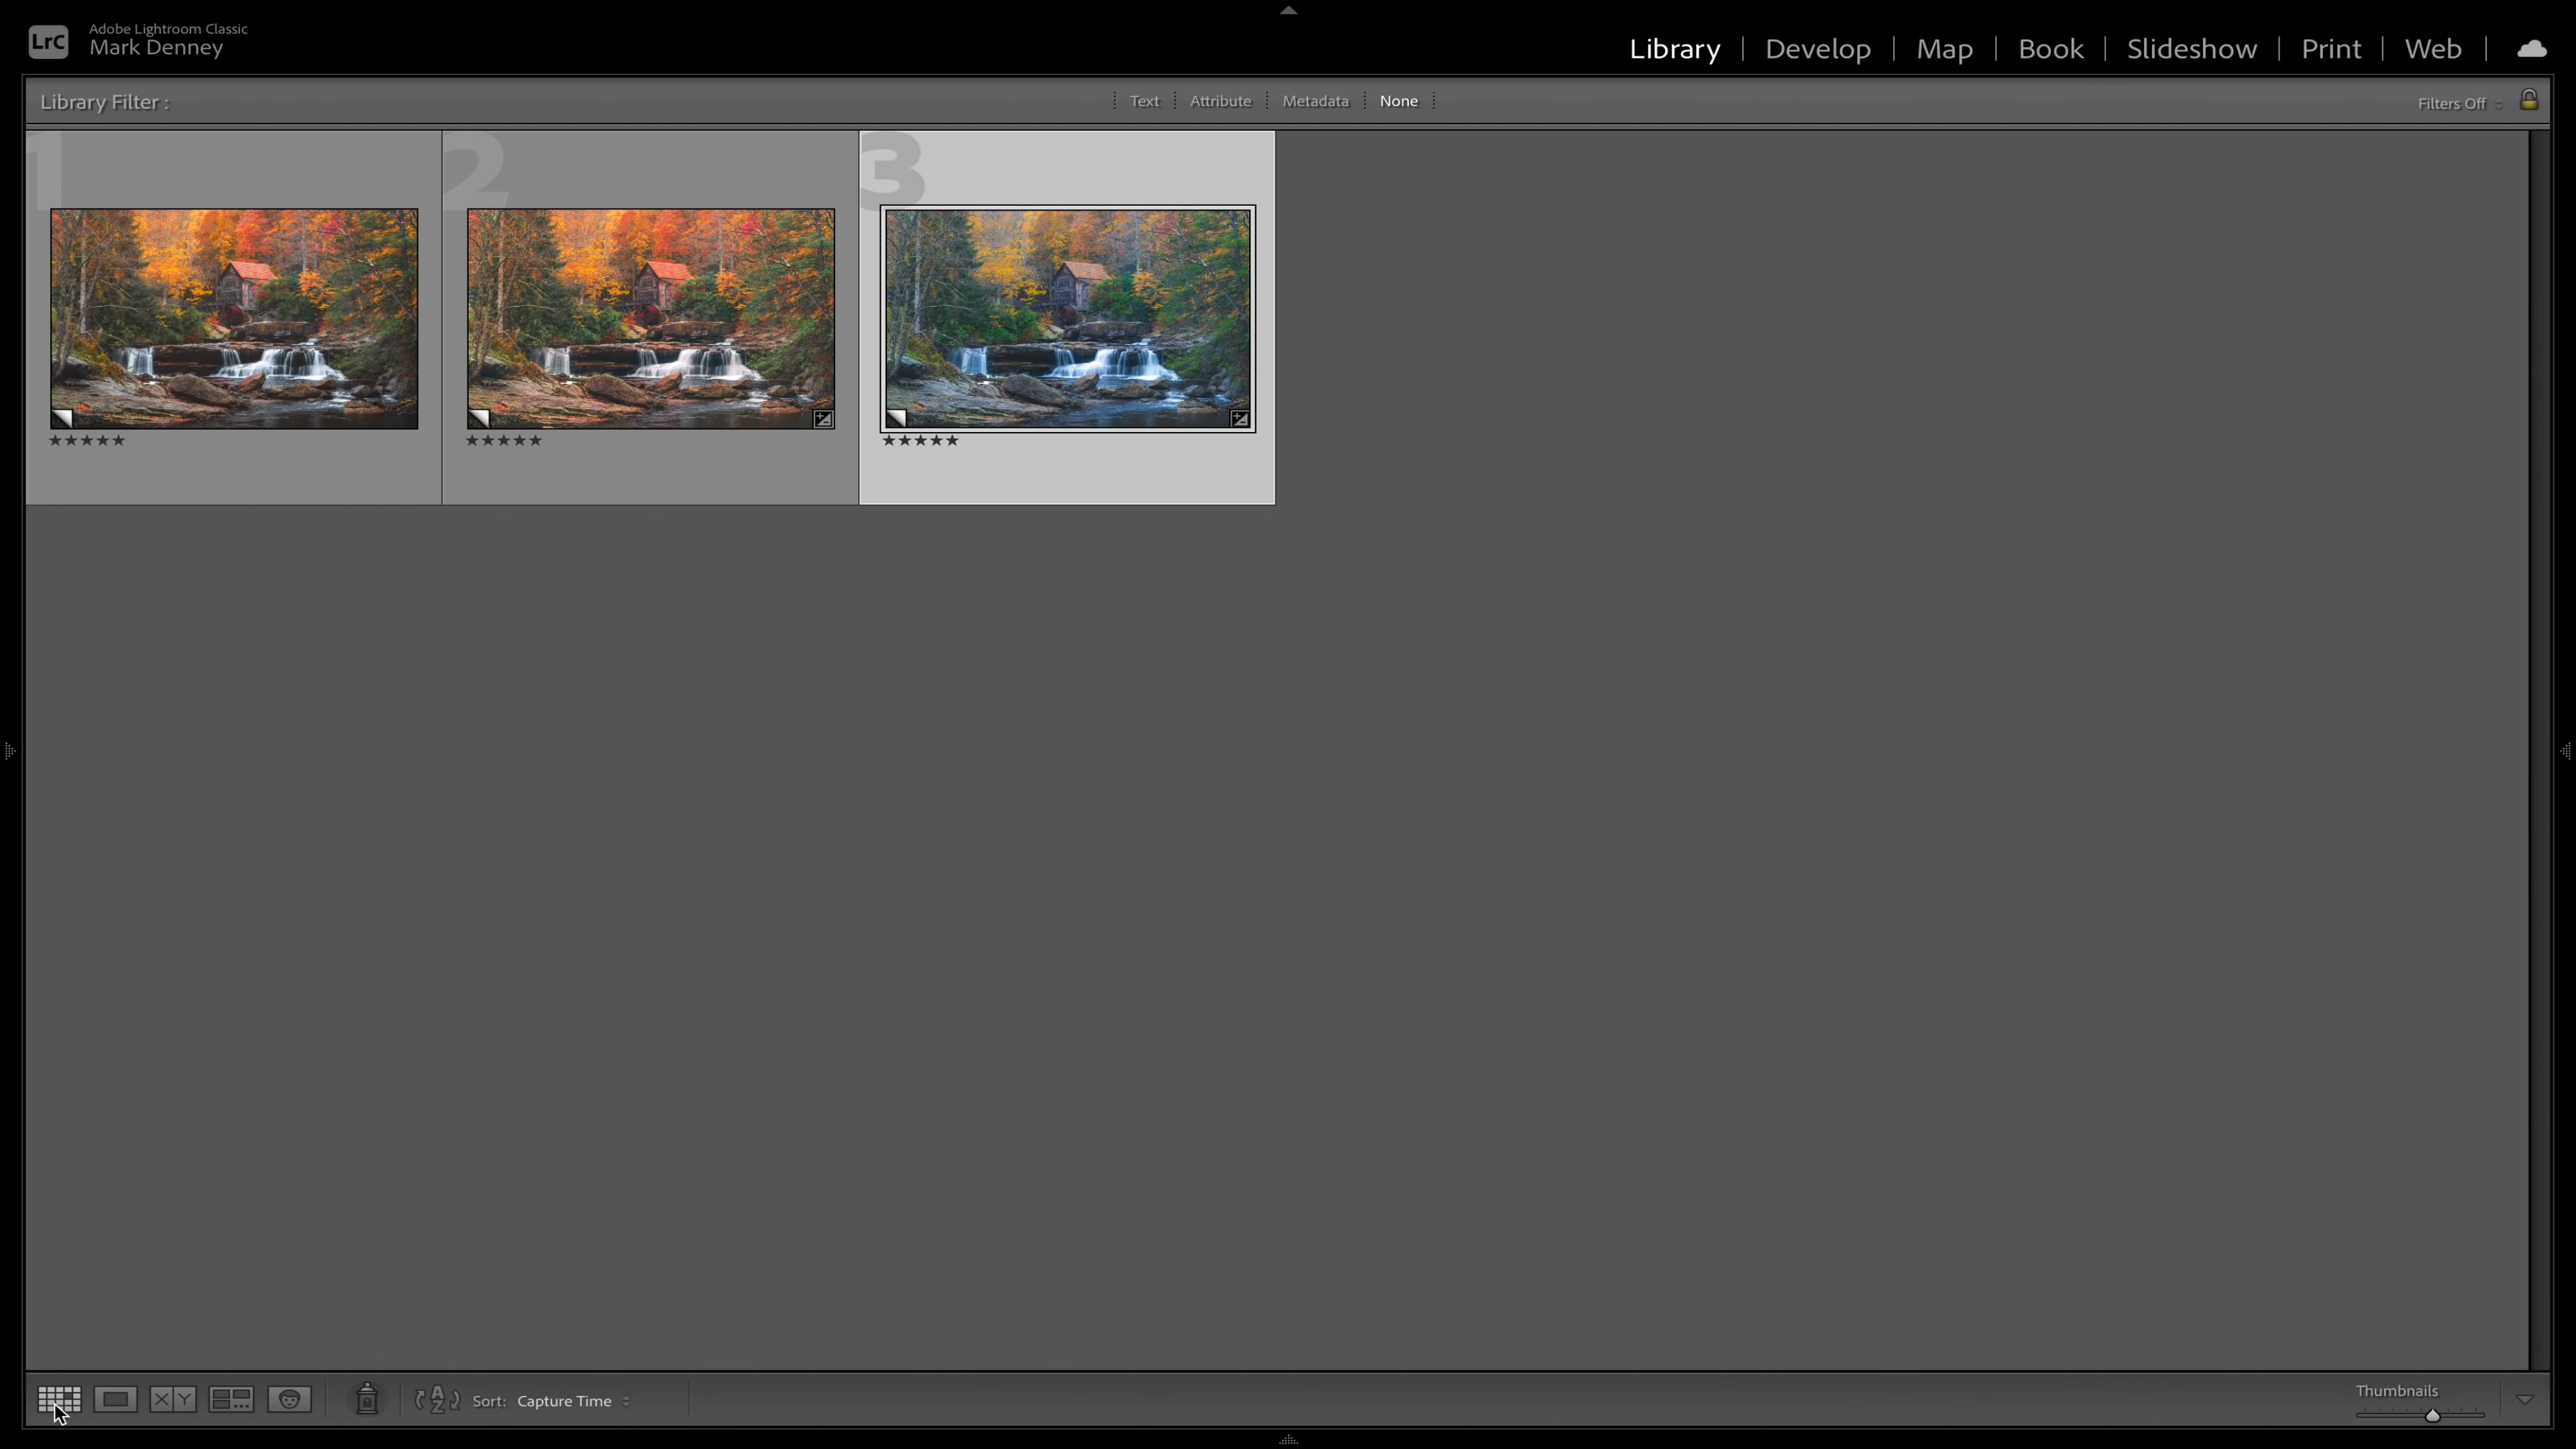 LrC
Adobe Lightroom Classic
Mark Denney
Library | Develop | Map | Book | Slideshow | Print | Web |
Library Filter :
Text Attribute Metadata None
Filters Off
1 2 3
★★★★★ ★★★★★ ★★★★★
X Y
A Z
Sort: Capture Time
Thumbnails